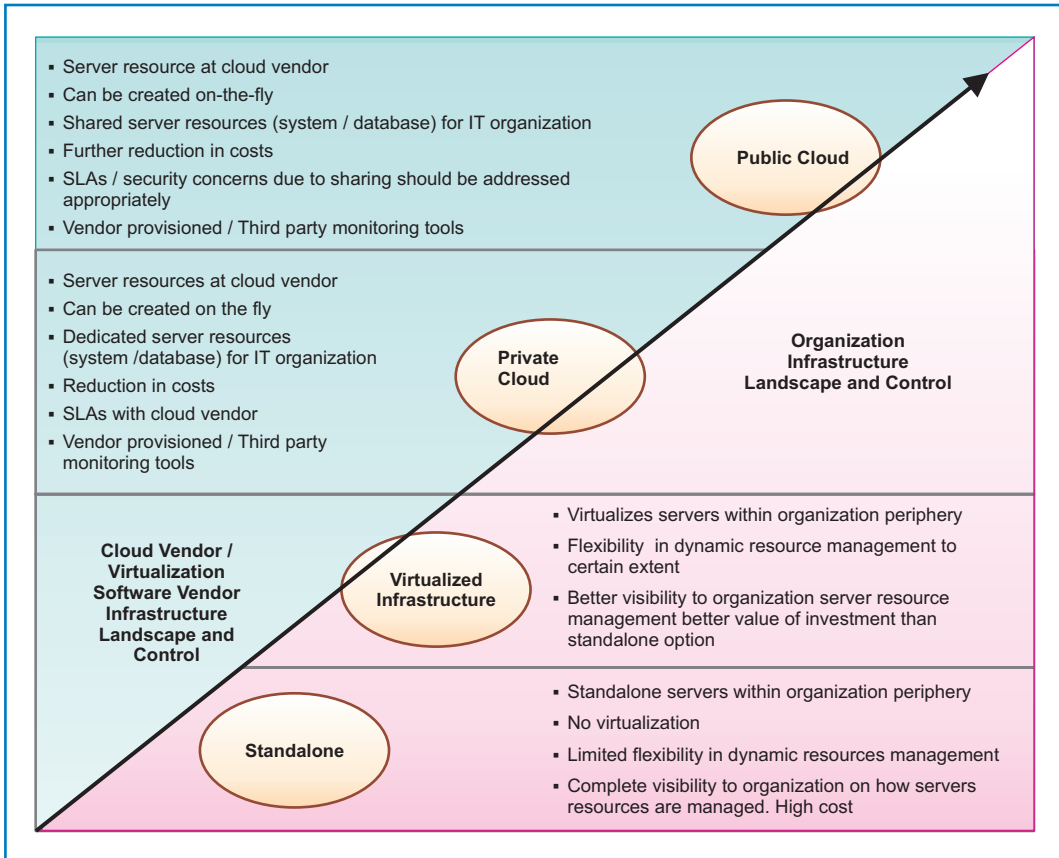 ▪ Server resource at cloud vendor
▪ Can be created on-the-fly
▪ Shared server resources (system / database) for IT organization
▪ Further reduction in costs
▪ SLAs / security concerns due to sharing should be addressed
appropriately
▪ Vendor provisioned / Third party monitoring tools
Public Cloud
▪ Server resources at cloud vendor
▪ Can be created on the fly
▪ Dedicated server resources
(system /database) for IT organization
▪ Reduction in costs
▪ SLAs with cloud vendor
▪ Vendor provisioned / Third party
monitoring tools
Private
Cloud
Organization
Infrastructure
Landscape and Control
Cloud Vendor /
Virtualization
Software Vendor
Infrastructure
Landscape and
Control
Virtualized
Infrastructure
▪ Virtualizes servers within organization periphery
▪ Flexibility in dynamic resource management to
certain extent
▪ Better visibility to organization server resource
management better value of investment than
standalone option
Standalone
▪ Standalone servers within organization periphery
▪ No virtualization
▪ Limited flexibility in dynamic resources management
▪ Complete visibility to organization on how servers
resources are managed. High cost